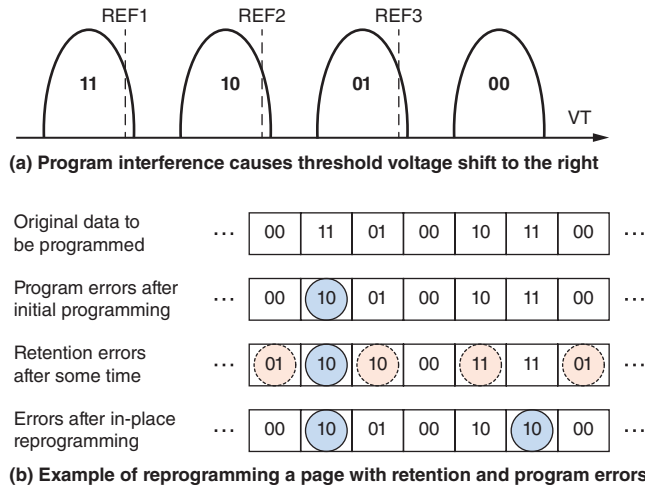 REF1 REF2 REF3
11 10 01 00
VT
(a) Program interference causes threshold voltage shift to the right
Original data to
be programmed
... 00 11 01 00 10 11 00 ...
Program errors after
initial programming
... 00 10 01 00 10 11 00 ...
Retention errors
after some time
... 01 10 10 00 11 11 01 ...
Errors after in-place
reprogramming
... 00 10 01 00 10 10 00 ...
(b) Example of reprogramming a page with retention and program errors